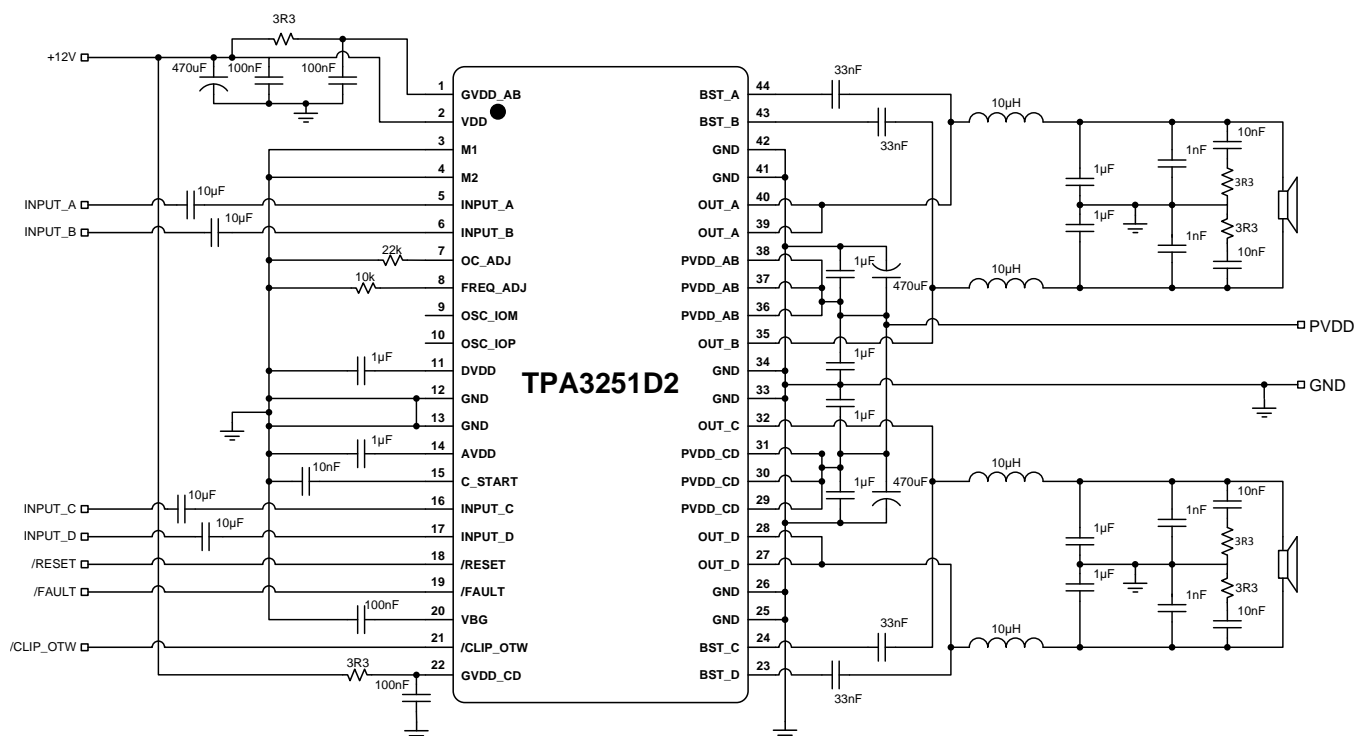 3R3
+12V
470uF
100nF
100nF
1 GVDD_AB
2 VDD
3 M1
4 M2
INPUT_A 10µF 5 INPUT_A
INPUT_B 10µF 6 INPUT_B
22k 7 OC_ADJ
10k 8 FREQ_ADJ
9 OSC_IOM
10 OSC_IOP
1µF 11 DVDD
12 GND
13 GND
1µF 14 AVDD
10nF 15 C_START
INPUT_C 10µF 16 INPUT_C
INPUT_D 10µF 17 INPUT_D
/RESET 18 /RESET
/FAULT 19 /FAULT
100nF 20 VBG
/CLIP_OTW 21 /CLIP_OTW
3R3 22 GVDD_CD
100nF
TPA3251D2
BST_A 44 33nF
BST_B 43 33nF
GND 42
GND 41
OUT_A 40
OUT_A 39
PVDD_AB 38
PVDD_AB 37
PVDD_AB 36
OUT_B 35
GND 34
GND 33
OUT_C 32
PVDD_CD 31
PVDD_CD 30
PVDD_CD 29
OUT_D 28
OUT_D 27
GND 26
GND 25
BST_C 24 33nF
BST_D 23 33nF
1µF
470uF
1µF
1µF
1µF
470uF
10µH
10nF
1nF
1µF
3R3
1µF
3R3
1nF
10nF
10µH
PVDD
GND
10µH
10nF
1nF
1µF
3R3
1µF
3R3
1nF
10nF
10µH